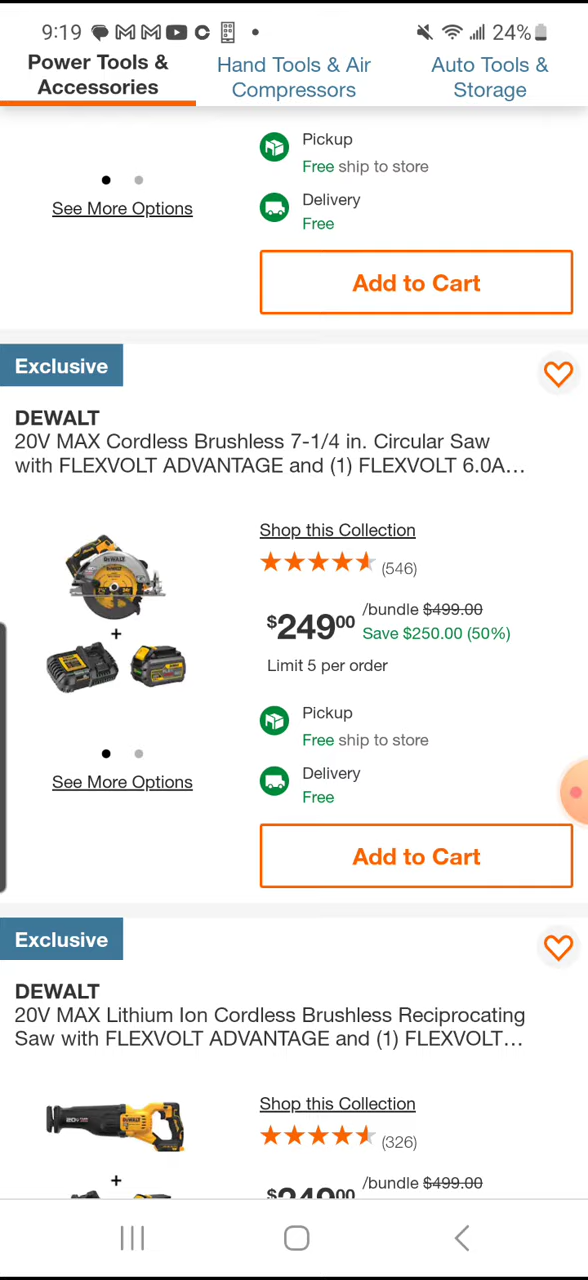 9:19 24%
Power Tools & Accessories
Hand Tools & Air Compressors
Auto Tools & Storage
Pickup
Free ship to store
See More Options
Delivery
Free
Add to Cart
Exclusive
DEWALT
20V MAX Cordless Brushless 7-1/4 in. Circular Saw
with FLEXVOLT ADVANTAGE and (1) FLEXVOLT 6.0A...
Shop this Collection
(546)
$249.00 /bundle $499.00
Save $250.00 (50%)
Limit 5 per order
Pickup
Free ship to store
See More Options
Delivery
Free
Add to Cart
Exclusive
DEWALT
20V MAX Lithium Ion Cordless Brushless Reciprocating
Saw with FLEXVOLT ADVANTAGE and (1) FLEXVOLT...
Shop this Collection
(326)
$249.00 /bundle $499.00